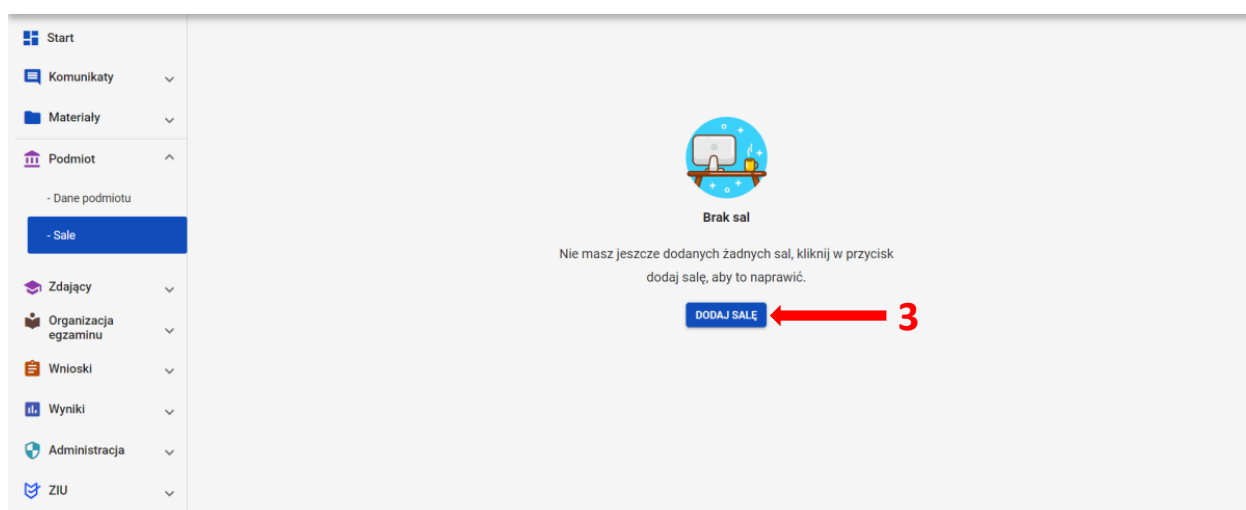 Start
Komunikaty
Materiały
Podmiot
- Dane podmiotu
- Sale
Zdający
Organizacja
egzaminu
Wnioski
Wyniki
Administracja
ZIU
Brak sal
Nie masz jeszcze dodanych żadnych sal, kliknij w przycisk
dodaj salę, aby to naprawić.
DODAJ SALĘ
3